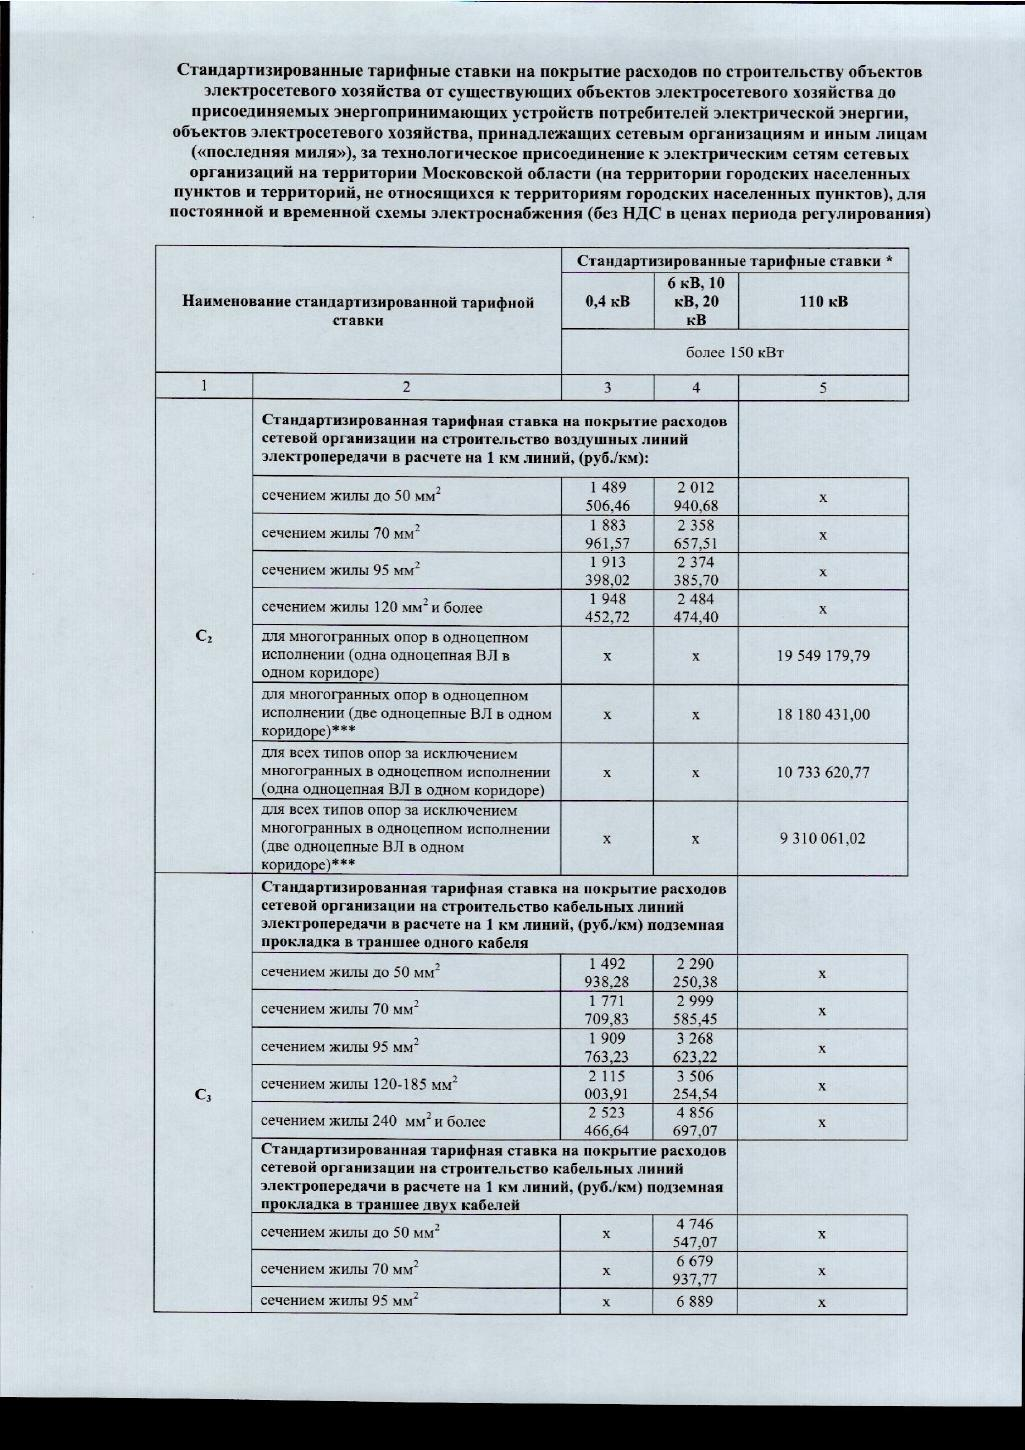 Стандартизированные тарифные ставки на покрытие расходов по строительству объектов
электросетевого хозяйства от существующих объектов электросетевого хозяйства до
присоединяемых энергопринимающих устройств потребителей электрической энергии,
объектов электросетевого хозяйства, принадлежащих сетевым организациям и иным лицам
(«последняя миля»), за технологическое присоединение к электрическим сетям сетевых
организаций на территории Московской области (на территории городских населенных
пунктов и территорий, не относящихся к территориям городских населенных пунктов), для
постоянной и временной схемы электроснабжения (без НДС в ценах периода регулирования)
Наименование стандартизированной тарифной
ставки
Стандартизированные тарифные ставки *
0,4 кВ
6 кВ, 10
кВ, 20
кВ
110 кВ
более 150 кВт
1 2 3 4 5
С2
Стандартизированная тарифная ставка на покрытие расходов
сетевой организации на строительство воздушных линий
электропередачи в расчете на 1 км линий, (руб./км):
сечением жилы до 50 мм2
1 489
506,46
2 012
940,68
х
сечением жилы 70 мм2
1 883
961,57
2 358
657,51
х
сечением жилы 95 мм2
1 913
398,02
2 374
385,70
х
сечением жилы 120 мм2 и более
1 948
452,72
2 484
474,40
х
для многогранных опор в одноцепном
исполнении (одна одноцепная ВЛ в
одном коридоре)
х х 19 549 179,79
для многогранных опор в одноцепном
исполнении (две одноцепные ВЛ в одном
коридоре)***
х х 18 180 431,00
для всех типов опор за исключением
многогранных в одноцепном исполнении
(одна одноцепная ВЛ в одном коридоре)
х х 10 733 620,77
для всех типов опор за исключением
многогранных в одноцепном исполнении
(две одноцепные ВЛ в одном
коридоре)***
х х 9 310 061,02
С3
Стандартизированная тарифная ставка на покрытие расходов
сетевой организации на строительство кабельных линий
электропередачи в расчете на 1 км линий, (руб./км) подземная
прокладка в траншее одного кабеля
сечением жилы до 50 мм2
1 492
938,28
2 290
250,38
х
сечением жилы 70 мм2
1 771
709,83
2 999
585,45
х
сечением жилы 95 мм2
1 909
763,23
3 268
623,22
х
сечением жилы 120-185 мм2
2 115
003,91
3 506
254,54
х
сечением жилы 240 мм2 и более
2 523
466,64
4 856
697,07
х
Стандартизированная тарифная ставка на покрытие расходов
сетевой организации на строительство кабельных линий
электропередачи в расчете на 1 км линий, (руб./км) подземная
прокладка в траншее двух кабелей
сечением жилы до 50 мм2
х
4 746
547,07
х
сечением жилы 70 мм2
х
6 679
937,77
х
сечением жилы 95 мм2
х 6 889 х